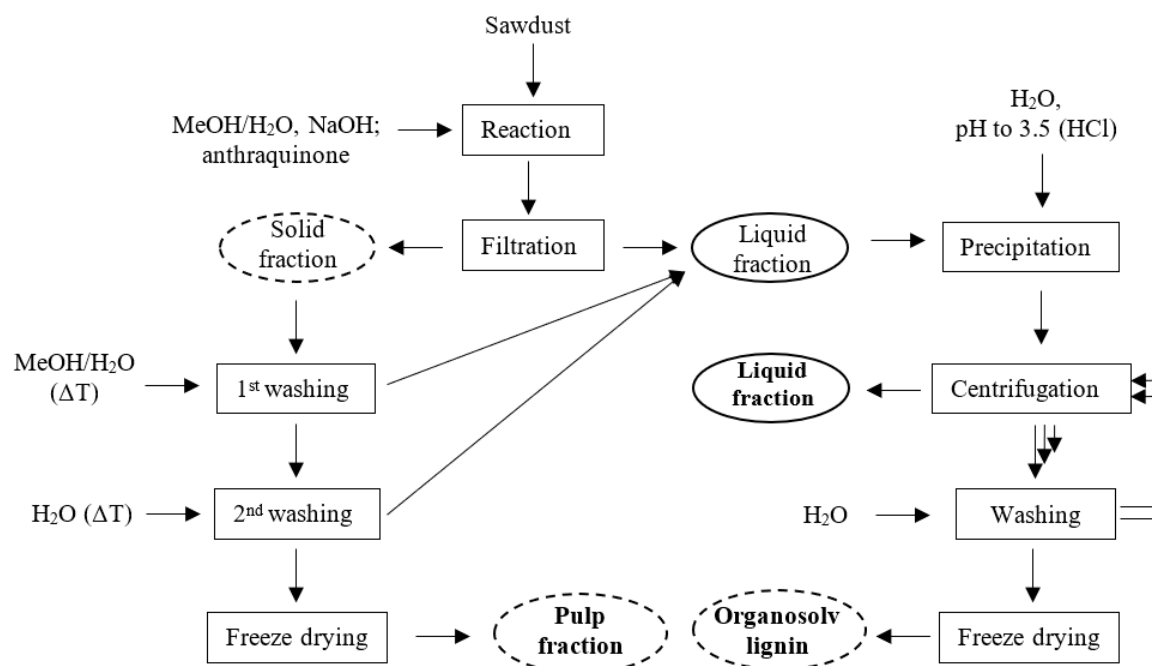 Sawdust
MeOH/H₂O, NaOH;
anthraquinone
Reaction
H₂O,
pH to 3.5 (HCl)
Solid
fraction
Filtration
Liquid
fraction
Precipitation
MeOH/H₂O
(ΔT)
1st washing
Liquid
fraction
Centrifugation
H₂O (ΔT)
2nd washing
H₂O
Washing
Freeze drying
Pulp
fraction
Organosolv
lignin
Freeze drying